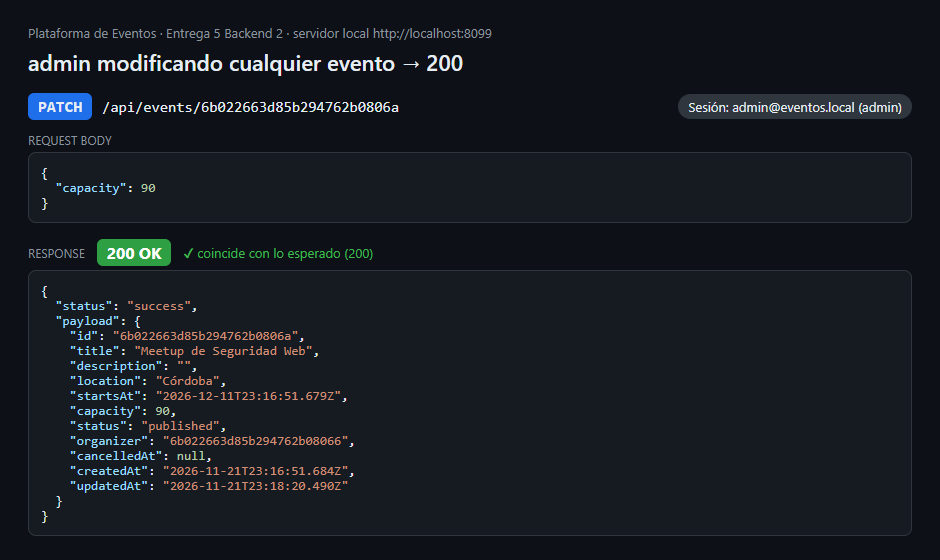 Plataforma de Eventos · Entrega 5 Backend 2 · servidor local http://localhost:8099
admin modificando cualquier evento → 200
PATCH /api/events/6b022663d85b294762b0806a
Sesión: admin@eventos.local (admin)
REQUEST BODY
{
  "capacity": 90
}
RESPONSE 200 OK ✓ coincide con lo esperado (200)
{
  "status": "success",
  "payload": {
    "id": "6b022663d85b294762b0806a",
    "title": "Meetup de Seguridad Web",
    "description": "",
    "location": "Córdoba",
    "startsAt": "2026-12-11T23:16:51.679Z",
    "capacity": 90,
    "status": "published",
    "organizer": "6b022663d85b294762b08066",
    "cancelledAt": null,
    "createdAt": "2026-11-21T23:16:51.684Z",
    "updatedAt": "2026-11-21T23:18:20.490Z"
  }
}